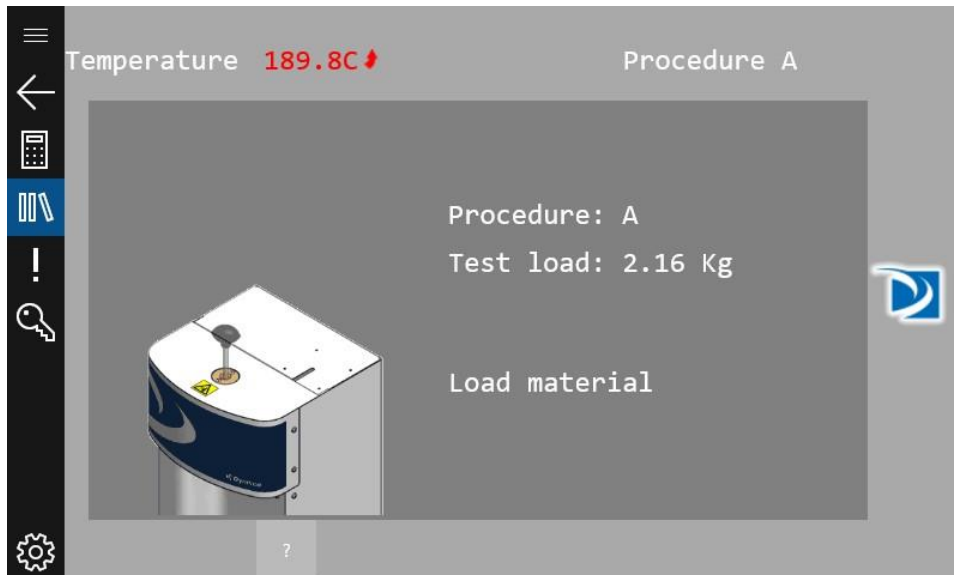 Temperature 189.8C Procedure A
Procedure: A
Test load: 2.16 Kg
Load material
?